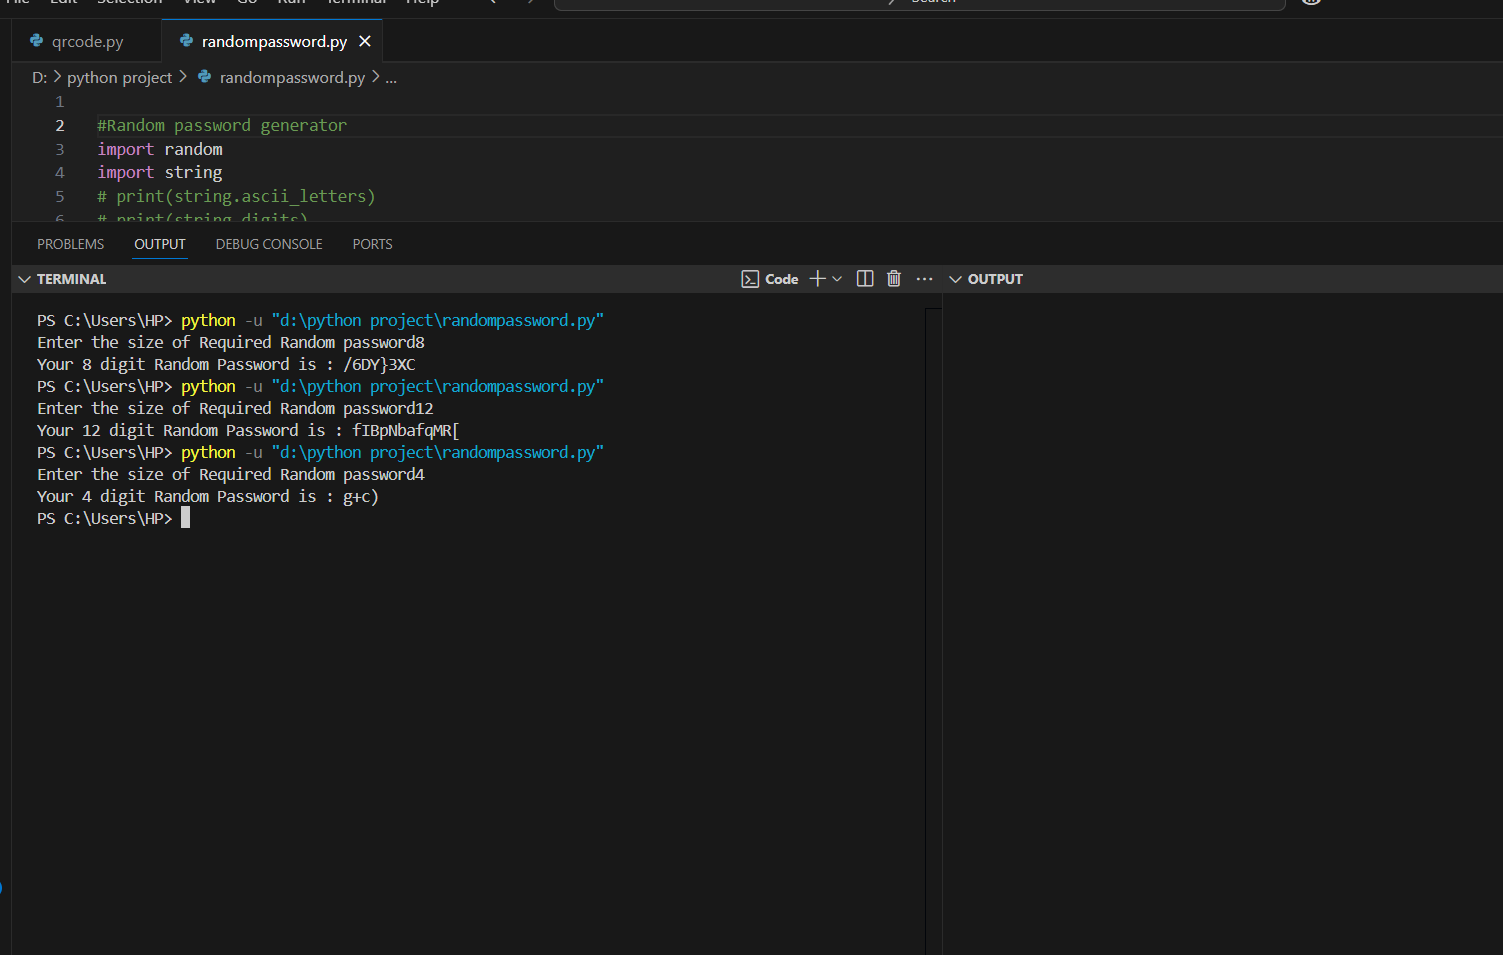 File Edit Selection View Go Run Terminal Help Search
qrcode.py randompassword.py
D: > python project > randompassword.py > ...
1
2 #Random password generator
3 import random
4 import string
5 # print(string.ascii_letters)
6 # print(string.digits)
PROBLEMS OUTPUT DEBUG CONSOLE PORTS
TERMINAL Code OUTPUT
PS C:\Users\HP> python -u "d:\python project\randompassword.py"
Enter the size of Required Random password8
Your 8 digit Random Password is : /6DY}3XC
PS C:\Users\HP> python -u "d:\python project\randompassword.py"
Enter the size of Required Random password12
Your 12 digit Random Password is : fIBpNbafqMR[
PS C:\Users\HP> python -u "d:\python project\randompassword.py"
Enter the size of Required Random password4
Your 4 digit Random Password is : g+c)
PS C:\Users\HP>